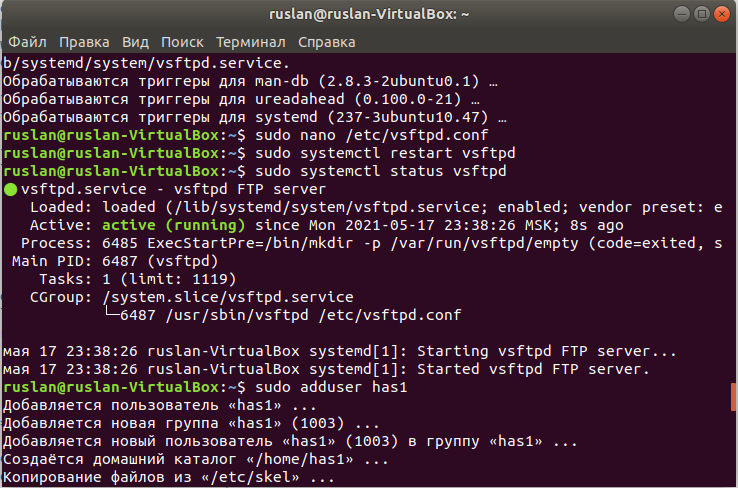 ruslan@ruslan-VirtualBox: ~
Файл Правка Вид Поиск Терминал Справка
b/systemd/system/vsftpd.service.
Обрабатываются триггеры для man-db (2.8.3-2ubuntu0.1) …
Обрабатываются триггеры для ureadahead (0.100.0-21) …
Обрабатываются триггеры для systemd (237-3ubuntu10.47) …
ruslan@ruslan-VirtualBox:~$ sudo nano /etc/vsftpd.conf
ruslan@ruslan-VirtualBox:~$ sudo systemctl restart vsftpd
ruslan@ruslan-VirtualBox:~$ sudo systemctl status vsftpd
● vsftpd.service - vsftpd FTP server
   Loaded: loaded (/lib/systemd/system/vsftpd.service; enabled; vendor preset: e
   Active: active (running) since Mon 2021-05-17 23:38:26 MSK; 8s ago
  Process: 6485 ExecStartPre=/bin/mkdir -p /var/run/vsftpd/empty (code=exited, s
 Main PID: 6487 (vsftpd)
    Tasks: 1 (limit: 1119)
   CGroup: /system.slice/vsftpd.service
           └─6487 /usr/sbin/vsftpd /etc/vsftpd.conf
мая 17 23:38:26 ruslan-VirtualBox systemd[1]: Starting vsftpd FTP server...
мая 17 23:38:26 ruslan-VirtualBox systemd[1]: Started vsftpd FTP server.
ruslan@ruslan-VirtualBox:~$ sudo adduser has1
Добавляется пользователь «has1» ...
Добавляется новая группа «has1» (1003) ...
Добавляется новый пользователь «has1» (1003) в группу «has1» ...
Создаётся домашний каталог «/home/has1» ...
Копирование файлов из «/etc/skel» ...